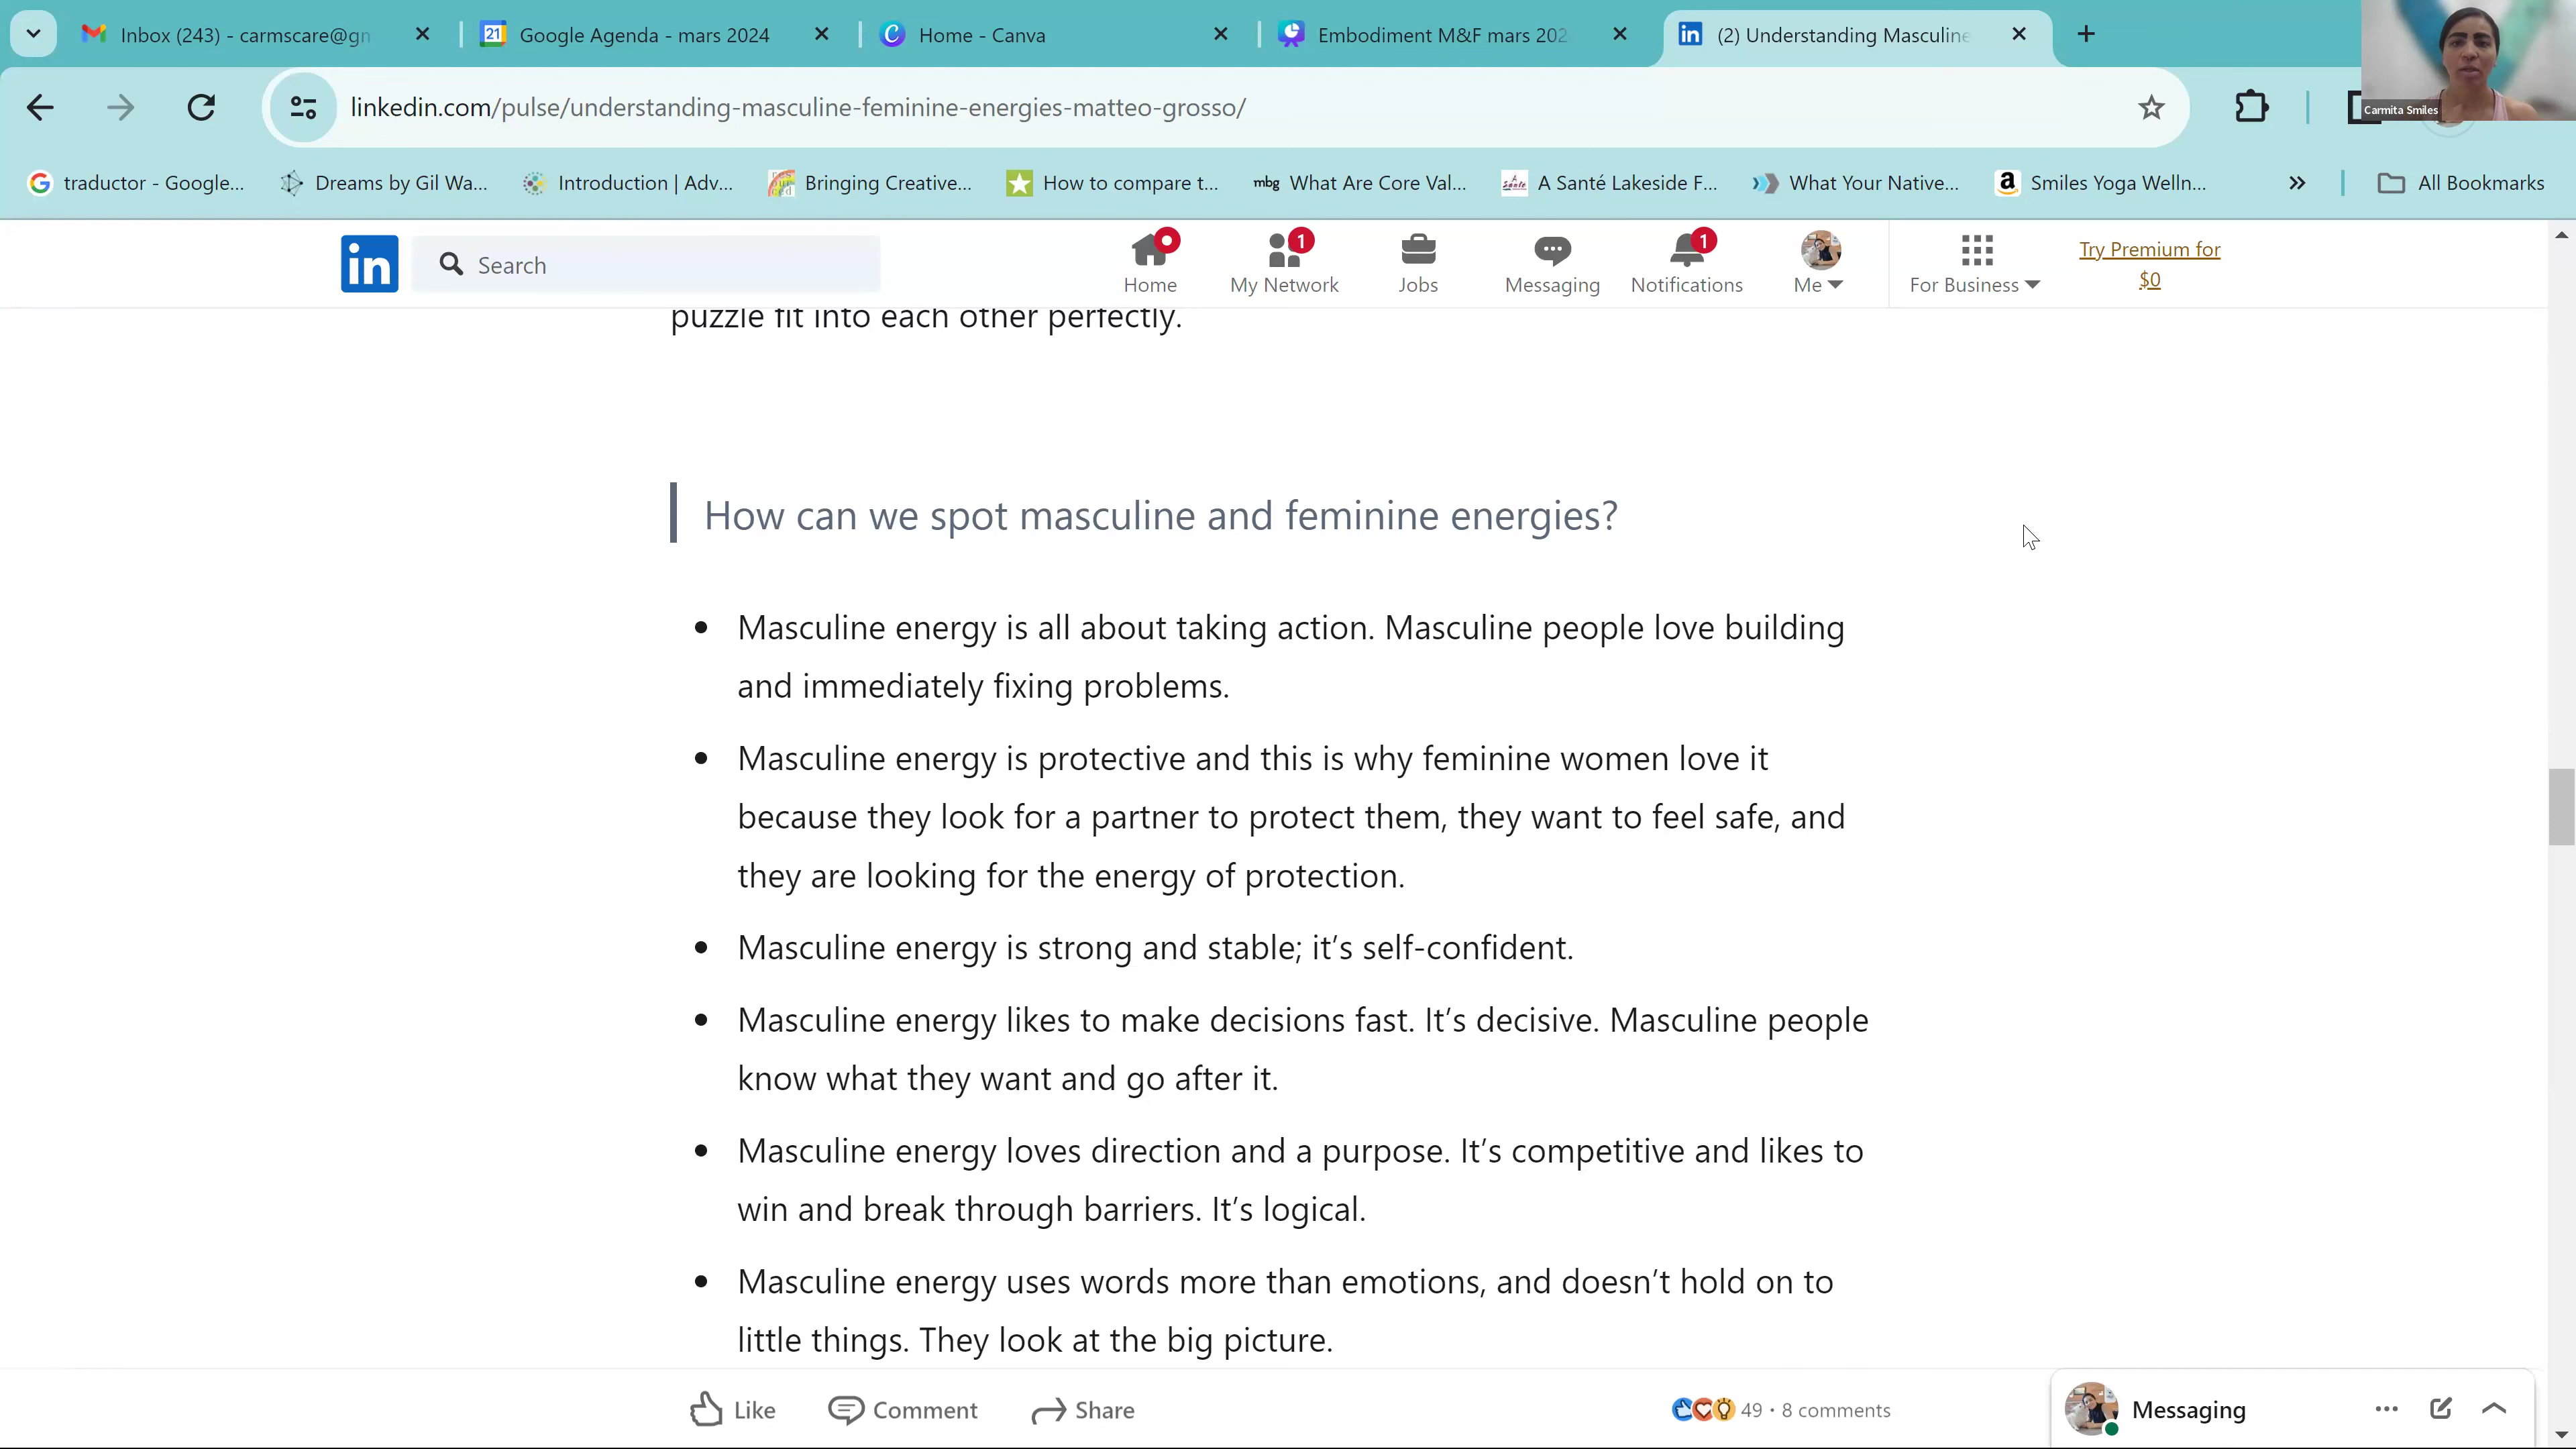 Inbox (243) - carmscare@gm
21
Google Agenda - mars 2024
Home - Canva
Embodiment M&F mars 202
in
(2) Understanding Masculine
Carmita Smiles
linkedin.com/pulse/understanding-masculine-feminine-energies-matteo-grosso/
traductor - Google...
Dreams by Gil Wa...
Introduction | Adv...
Bringing Creative...
How to compare t...
mbg What Are Core Val...
A Santé Lakeside F...
What Your Native...
a Smiles Yoga Welln...
All Bookmarks
in
Search
Home
1
My Network
Jobs
Messaging
1
Notifications
Me
For Business
Try Premium for
$0
puzzle fit into each other perfectly.
How can we spot masculine and feminine energies?
• Masculine energy is all about taking action. Masculine people love building
and immediately fixing problems.
• Masculine energy is protective and this is why feminine women love it
because they look for a partner to protect them, they want to feel safe, and
they are looking for the energy of protection.
• Masculine energy is strong and stable; it’s self-confident.
• Masculine energy likes to make decisions fast. It’s decisive. Masculine people
know what they want and go after it.
• Masculine energy loves direction and a purpose. It’s competitive and likes to
win and break through barriers. It’s logical.
• Masculine energy uses words more than emotions, and doesn’t hold on to
little things. They look at the big picture.
Like
Comment
Share
49 • 8 comments
Messaging